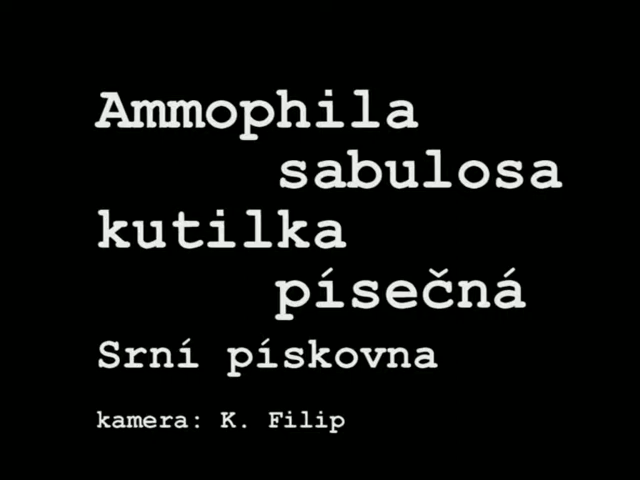 Ammophila
sabulosa
kutilka
písečná
Srní pískovna
kamera: K. Filip